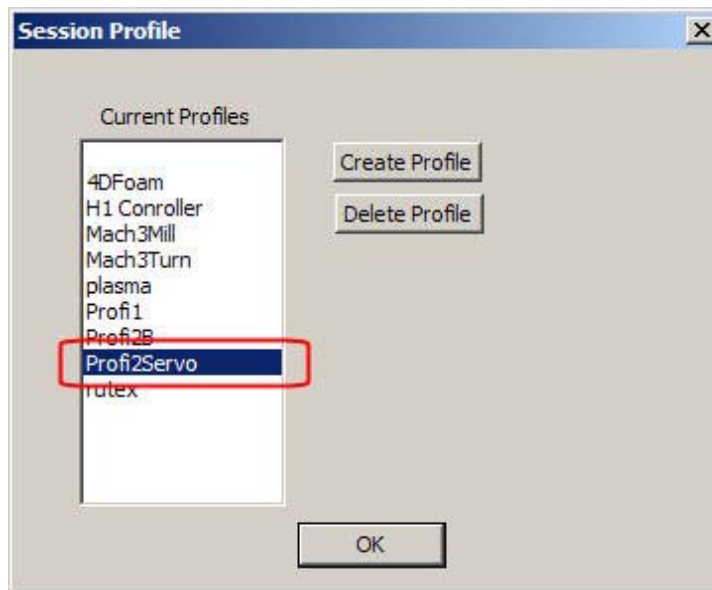 Session Profile
Current Profiles
4DFoam
H1 Conroller
Mach3Mill
Mach3Turn
plasma
Profi1
Profi2B
Profi2Servo
rutex
Create Profile
Delete Profile
OK